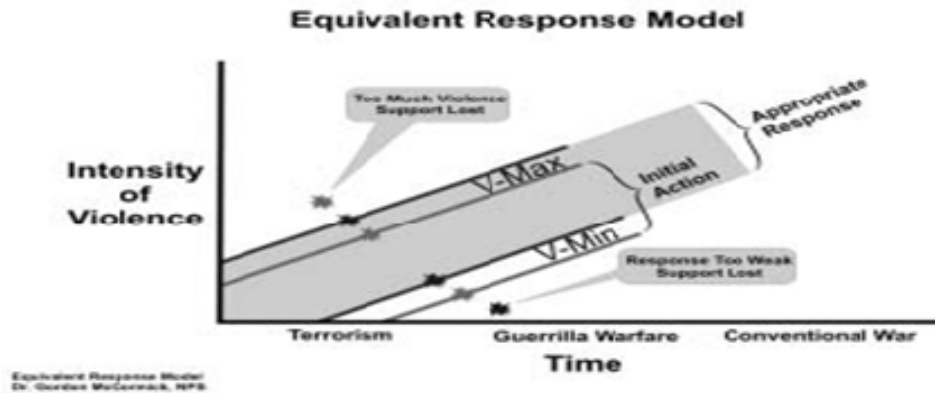 Equivalent Response Model
Too Much Violence
Support Lost
Appropriate
Response
Intensity
of
Violence
V-Max
Initial
Action
V-Min
Response Too Weak
Support Lost
Terrorism
Guerrilla Warfare
Conventional War
Time
Equivalent Response Model
Dr. Gordon McCormick, NPS